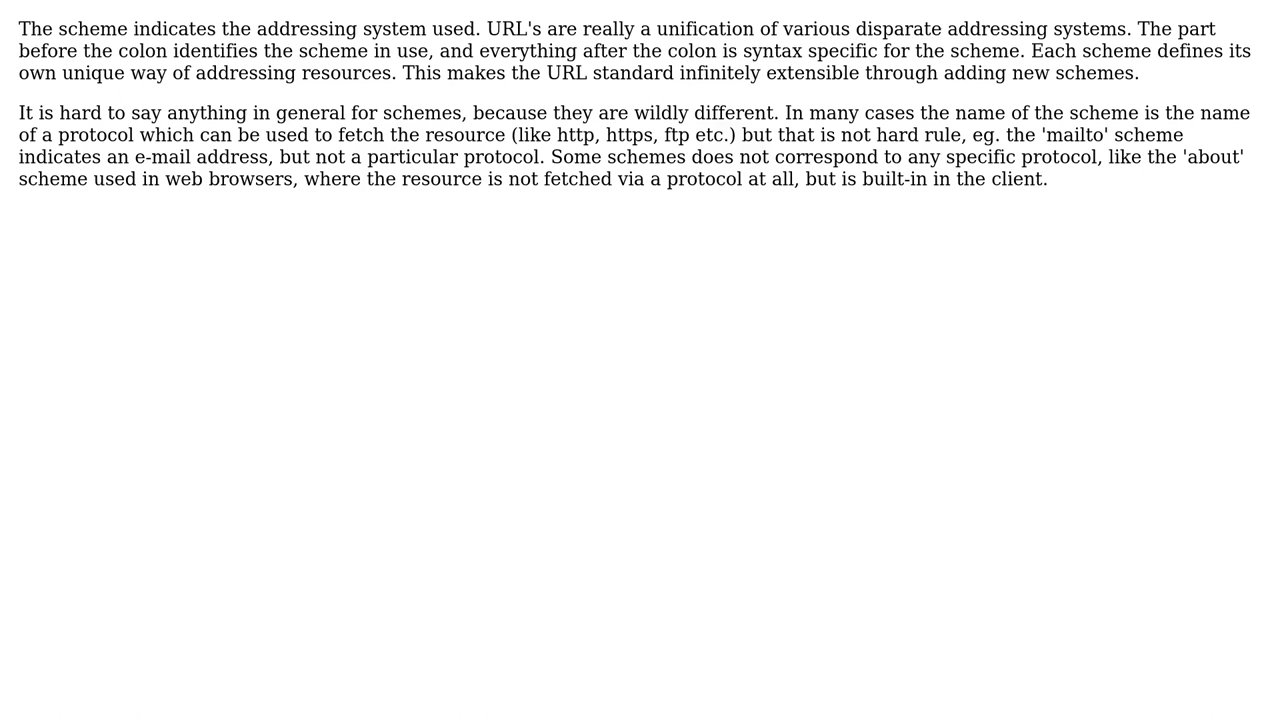 The scheme indicates the addressing system used. URL's are really a unification of various disparate addressing systems. The part
before the colon identifies the scheme in use, and everything after the colon is syntax specific for the scheme. Each scheme defines its
own unique way of addressing resources. This makes the URL standard infinitely extensible through adding new schemes.
It is hard to say anything in general for schemes, because they are wildly different. In many cases the name of the scheme is the name
of a protocol which can be used to fetch the resource (like http, https, ftp etc.) but that is not hard rule, eg. the 'mailto' scheme
indicates an e-mail address, but not a particular protocol. Some schemes does not correspond to any specific protocol, like the 'about'
scheme used in web browsers, where the resource is not fetched via a protocol at all, but is built-in in the client.